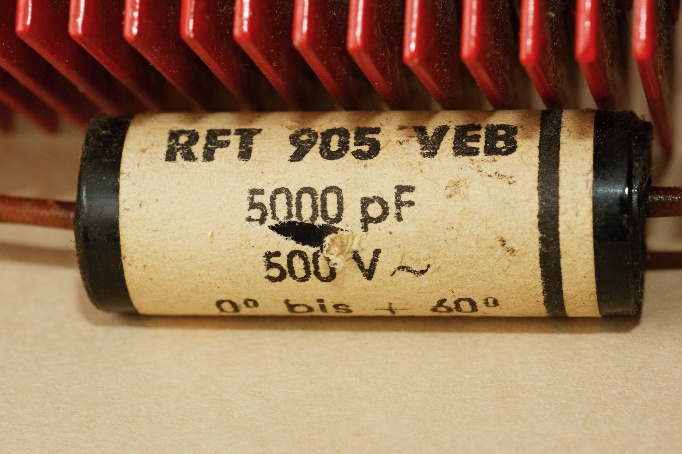 RFT 905 VEB
5000 pF
500 V ~
0° bis + 60°